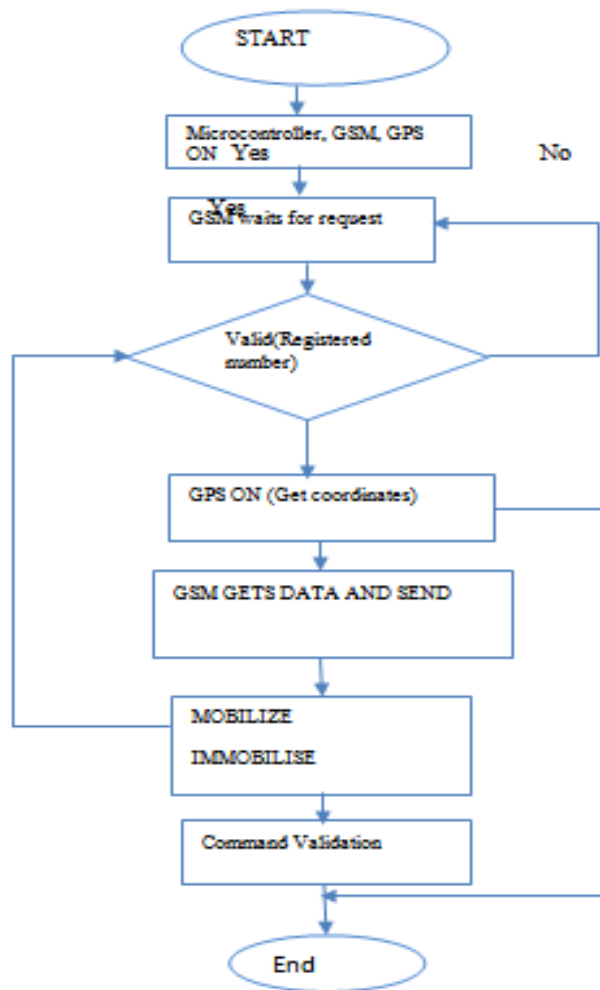 START
Microcontroller, GSM, GPS
ON Yes
No
Yes
GSM waits for request
Valid(Registered
number)
GPS ON (Get coordinates)
GSM GETS DATA AND SEND
MOBILIZE
IMMOBILISE
Command Validation
End